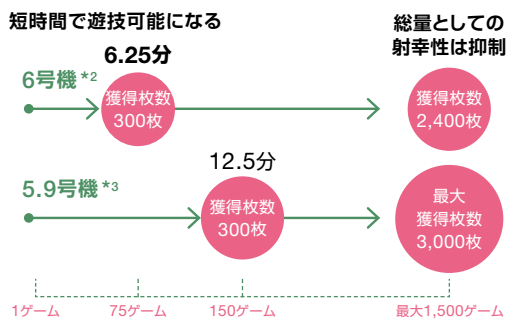 短時間で遊技可能になる
総量としての
射幸性は抑制
6.25分
6号機*2
獲得枚数
300枚
獲得枚数
2,400枚
12.5分
5.9号機*3
獲得枚数
300枚
最大
獲得枚数
3,000枚
1ゲーム
75ゲーム
150ゲーム
最大1,500ゲーム